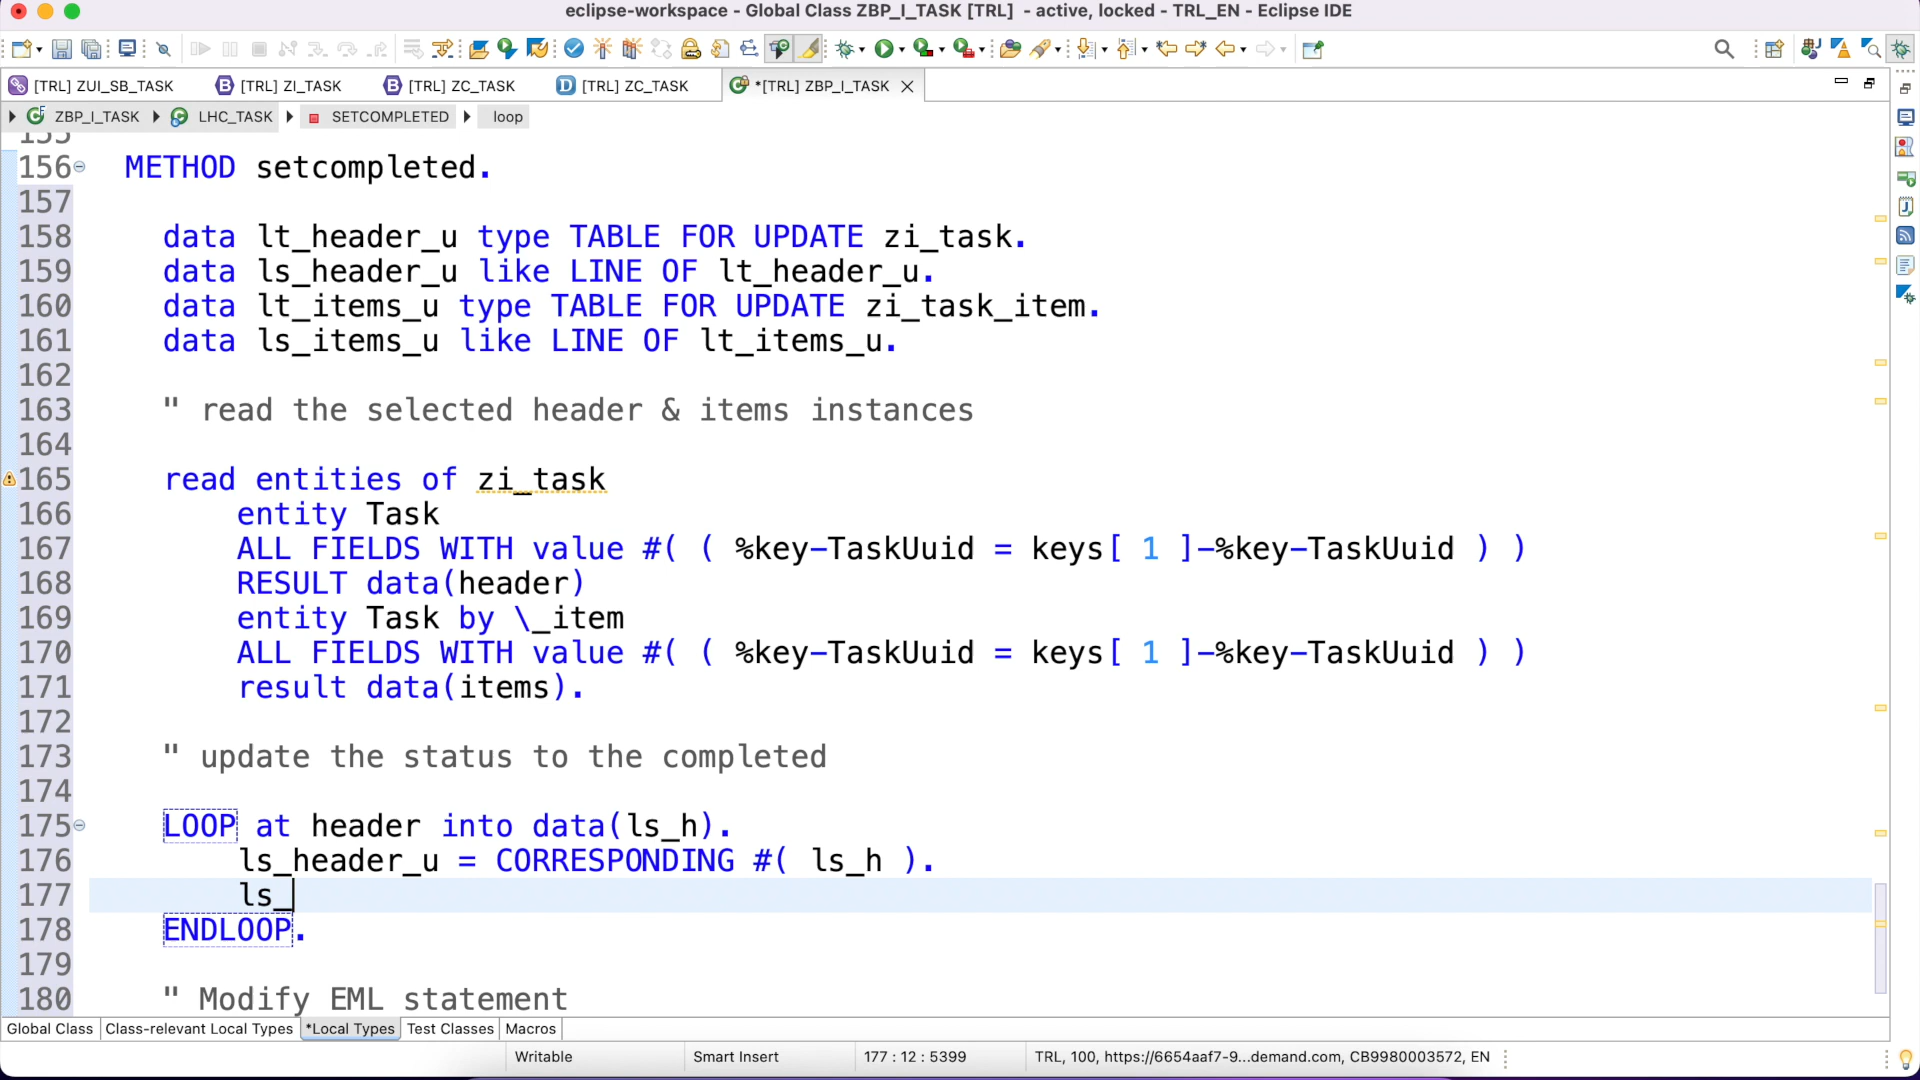 eclipse-workspace - Global Class ZBP_I_TASK [TRL] - active, locked - TRL_EN - Eclipse IDE
[TRL] ZUI_SB_TASK [TRL] ZI_TASK [TRL] ZC_TASK [TRL] ZC_TASK *[TRL] ZBP_I_TASK
ZBP_I_TASK LHC_TASK SETCOMPLETED loop
155
156 METHOD setcompleted.
157
158 data lt_header_u type TABLE FOR UPDATE zi_task.
159 data ls_header_u like LINE OF lt_header_u.
160 data lt_items_u type TABLE FOR UPDATE zi_task_item.
161 data ls_items_u like LINE OF lt_items_u.
162
163 " read the selected header & items instances
164
165 read entities of zi_task
166 entity Task
167 ALL FIELDS WITH value #( ( %key-TaskUuid = keys[ 1 ]-%key-TaskUuid ) )
168 RESULT data(header)
169 entity Task by \_item
170 ALL FIELDS WITH value #( ( %key-TaskUuid = keys[ 1 ]-%key-TaskUuid ) )
171 result data(items).
172
173 " update the status to the completed
174
175 LOOP at header into data(ls_h).
176 ls_header_u = CORRESPONDING #( ls_h ).
177 ls_
178 ENDLOOP.
179
180 " Modify EML statement
Global Class Class-relevant Local Types *Local Types Test Classes Macros
Writable Smart Insert 177 : 12 : 5399 TRL, 100, https://6654aaf7-9...demand.com, CB9980003572, EN